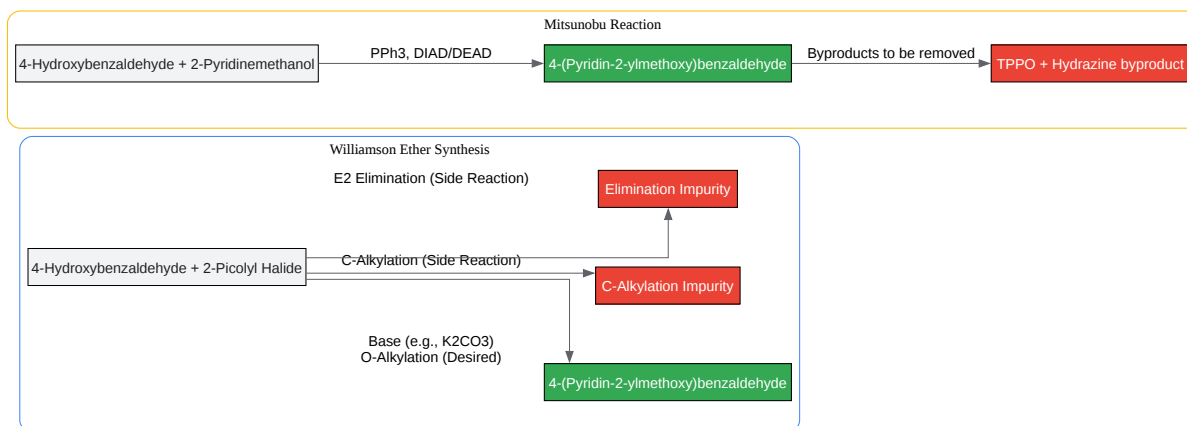 Mitsunobu Reaction
4-Hydroxybenzaldehyde + 2-Pyridinemethanol
PPh3, DIAD/DEAD
4-(Pyridin-2-ylmethoxy)benzaldehyde
Byproducts to be removed
TPPO + Hydrazine byproduct
Williamson Ether Synthesis
E2 Elimination (Side Reaction)
Elimination Impurity
4-Hydroxybenzaldehyde + 2-Picolyl Halide
C-Alkylation (Side Reaction)
C-Alkylation Impurity
Base (e.g., K2CO3)
O-Alkylation (Desired)
4-(Pyridin-2-ylmethoxy)benzaldehyde